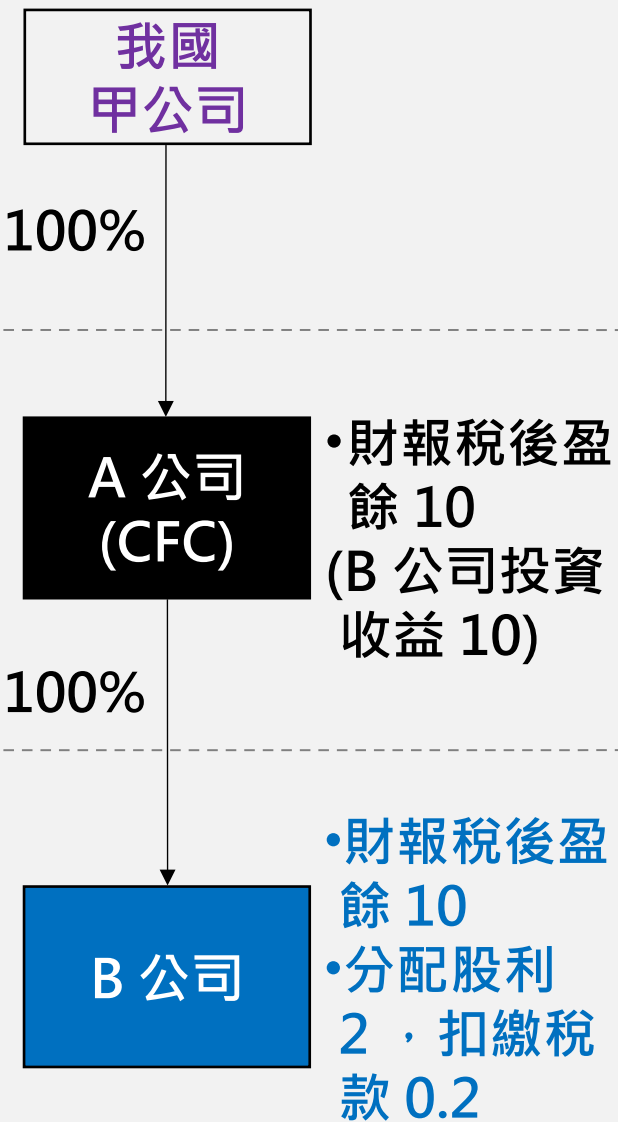 我國
甲公司
100%
A 公司
(CFC)
•財報稅後盈
餘 10
(B 公司投資
收益 10)
100%
B 公司
•財報稅後盈
餘 10
•分配股利
2 ，扣繳稅
款 0.2